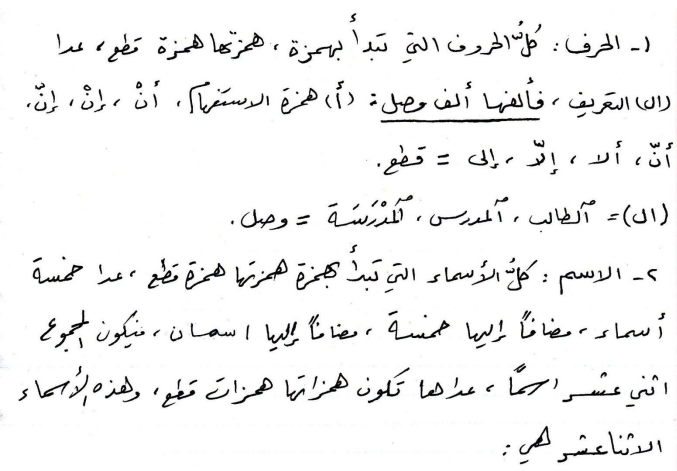 ١- الحرف : كلُّ الحروف التي تبدأ بهمزة ، همزتها همزة قطع ، عدا
(ال) التعريف ، فألفها ألف وصل : (أ) همزة الاستفهام ، أنْ ، إنْ ، إنّ ،
أنّ ، ألا ، إلّا ، إلى = قطع .
(ال) = ٱلطالب ، ٱلمدرس ، ٱلمَدْرَسَة = وصل .
٢- الاسم : كلُّ الأسماء التي تبدأ بهمزة همزتها همزة قطع ، عدا خمسة
أسماء ، مضافاً إليها خمسة ، مضافاً إليها اسمان ، فيكون المجموع
اثني عشر اسمًا ، عداها تكون همزاتها همزات قطع ، وهذه الأسماء
الاثنا عشر هي :